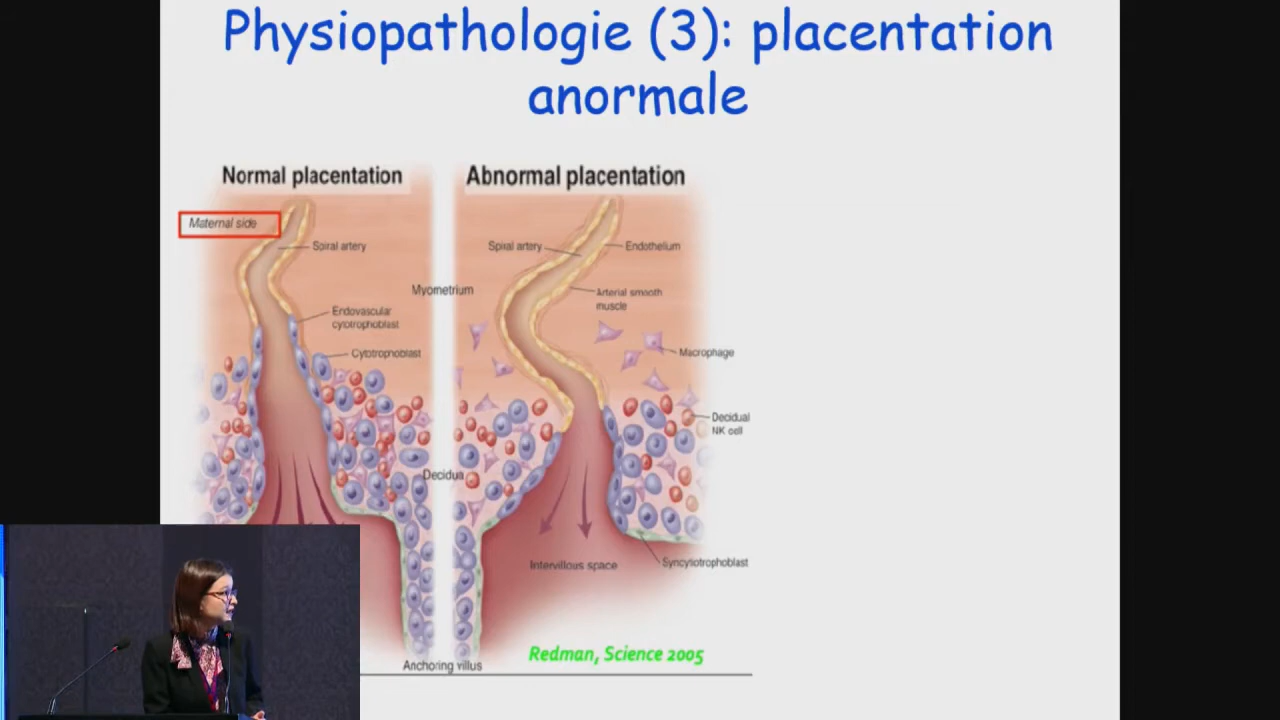 Physiopathologie (3): placentation
anormale
Normal placentation
Abnormal placentation
Maternal side
Spiral artery
Spiral artery
Endothelium
Myometrium
Arterial smooth
muscle
Endovascular
cytotrophoblast
Cytotrophoblast
Macrophage
Decidual
NK cell
Decidua
Intervillous space
Syncytiotrophoblast
Redman, Science 2005
Anchoring villus